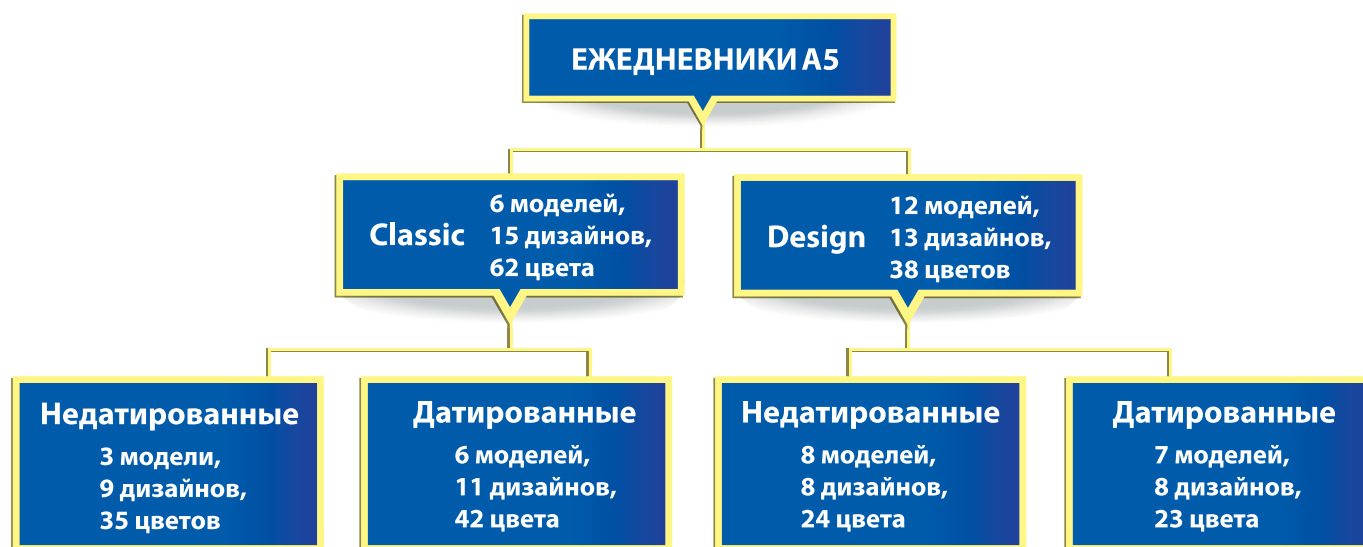 ЕЖЕДНЕВНИКИ А5
Classic
6 моделей,
15 дизайнов,
62 цвета
Design
12 моделей,
13 дизайнов,
38 цветов
Недатированные
3 модели,
9 дизайнов,
35 цветов
Датированные
6 моделей,
11 дизайнов,
42 цвета
Недатированные
8 моделей,
8 дизайнов,
24 цвета
Датированные
7 моделей,
8 дизайнов,
23 цвета